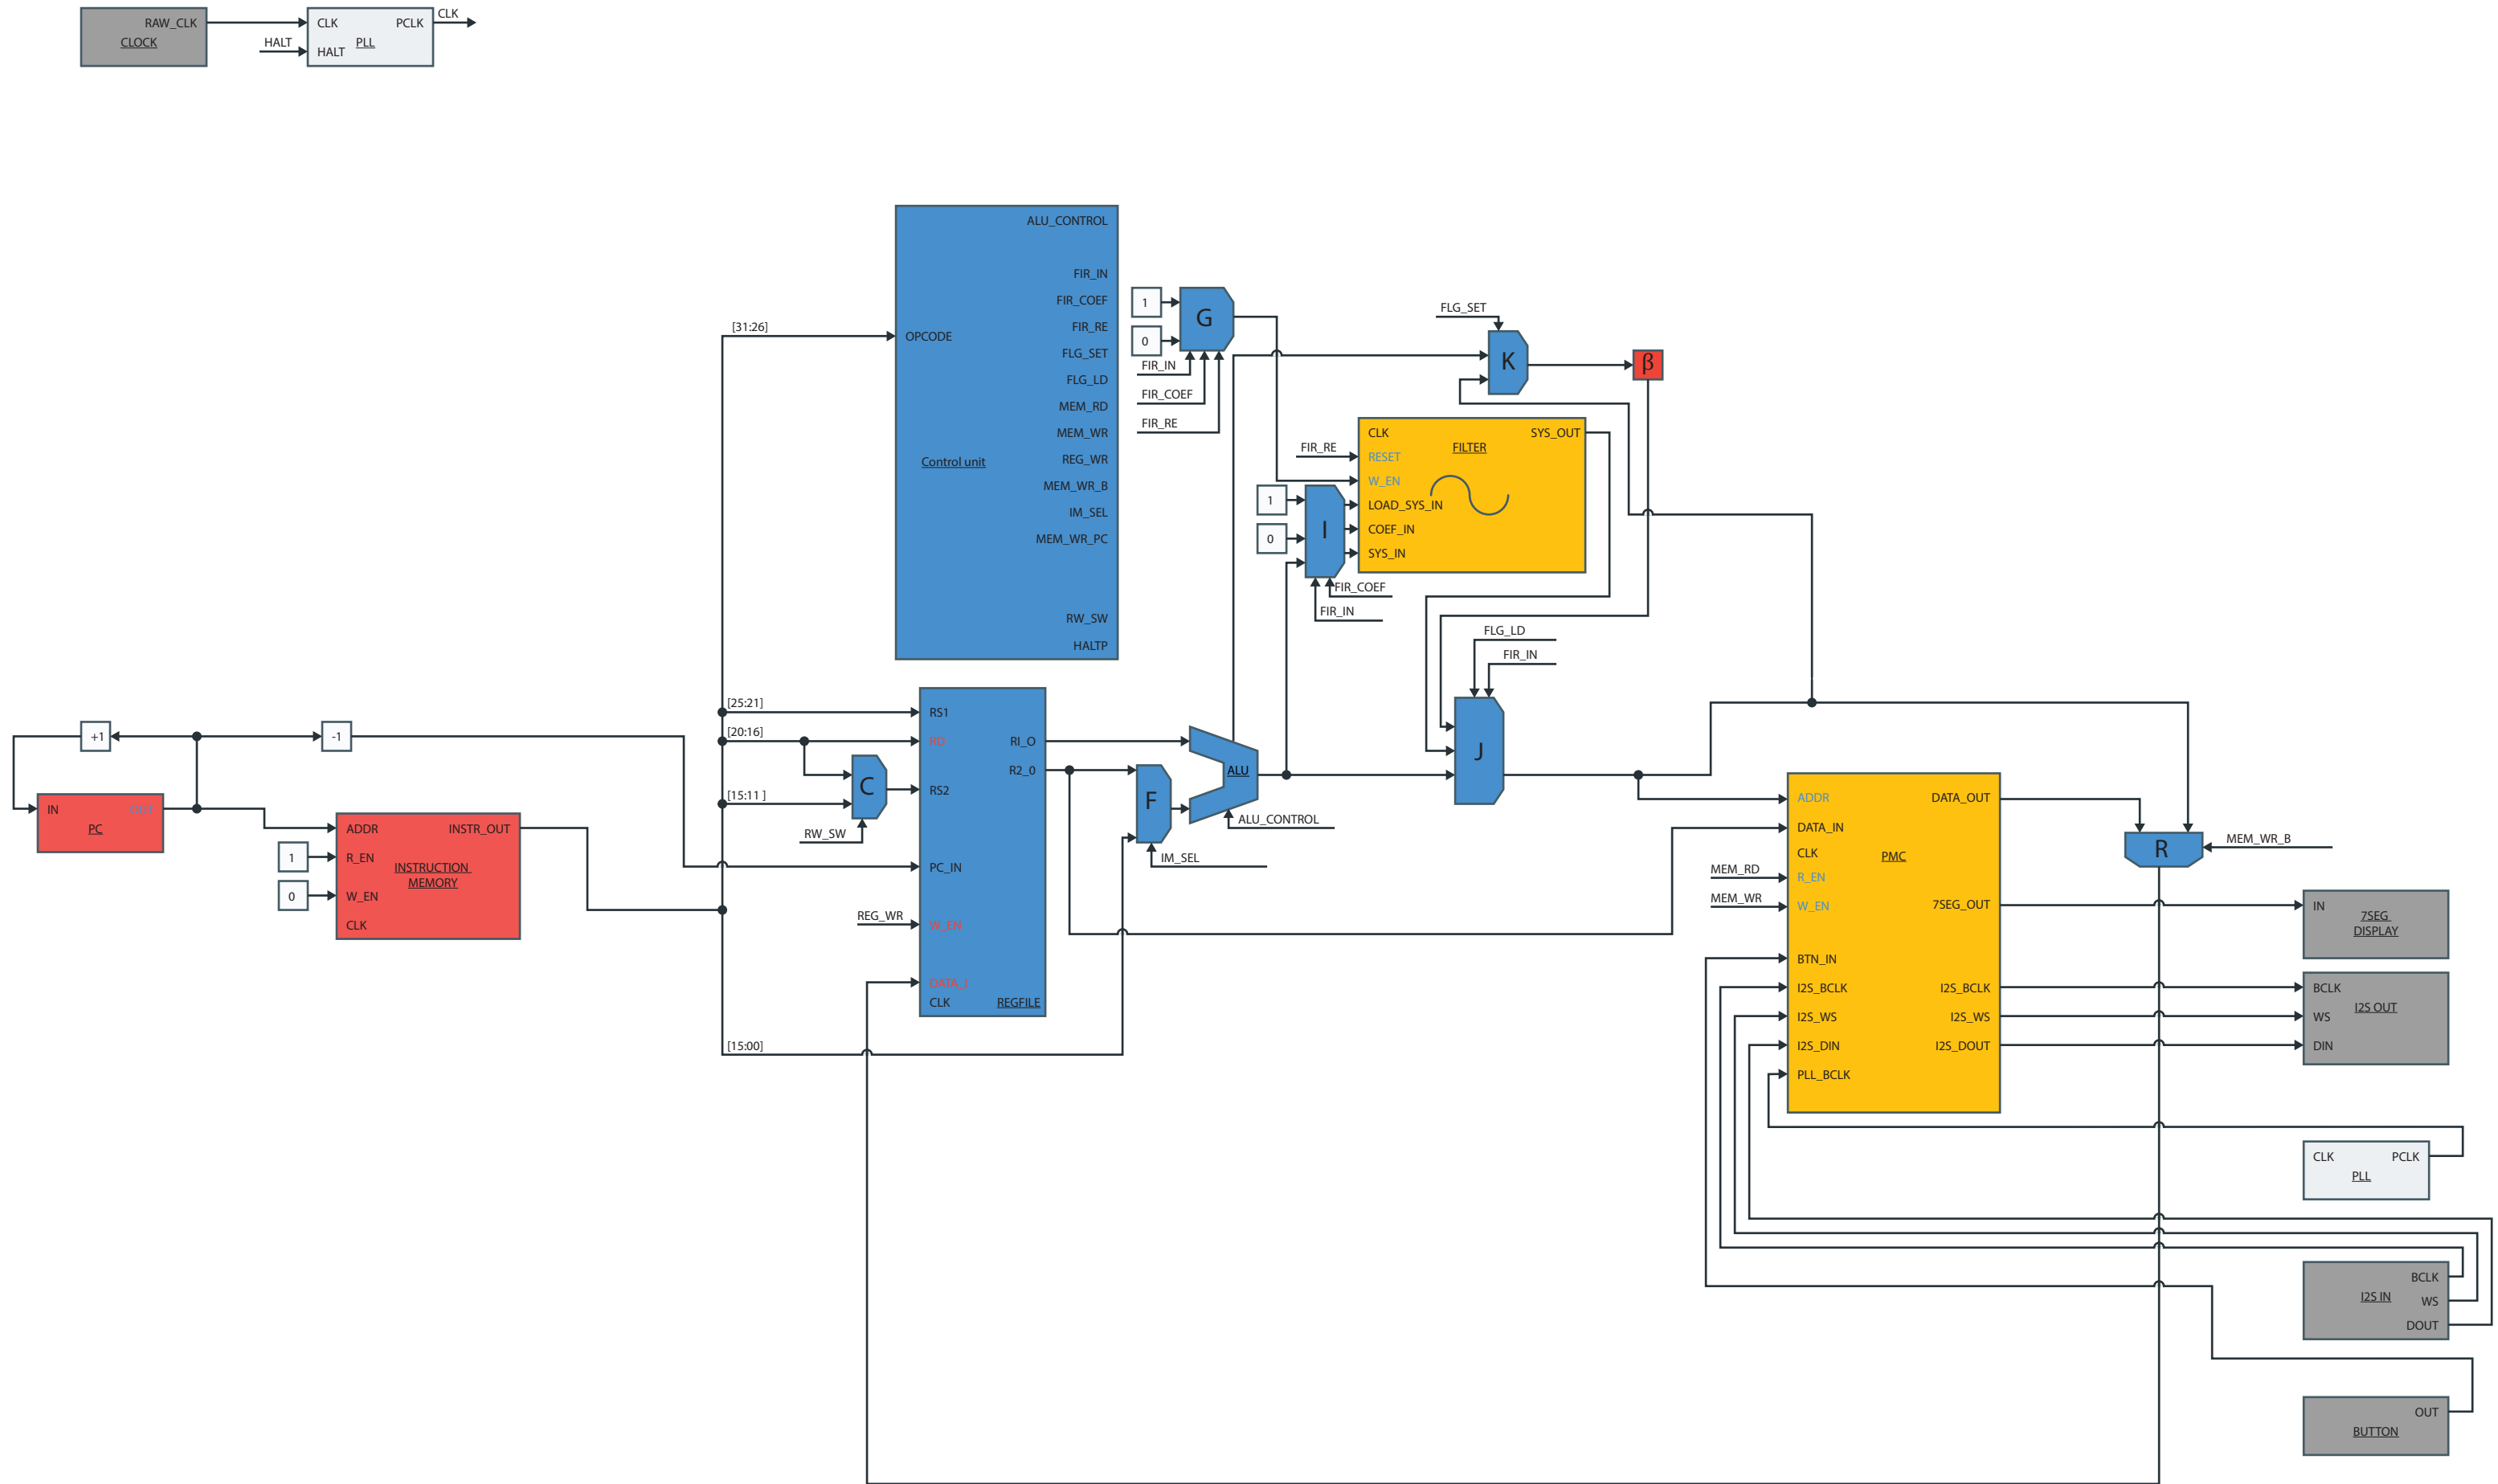 RAW_CLK
CLOCK
HALT
CLK
PCLK
HALT
PLL
CLK
ALU_CONTROL
FIR_IN
FIR_COEF
FIR_RE
FLG_SET
FLG_LD
MEM_RD
MEM_WR
REG_WR
MEM_WR_B
IM_SEL
MEM_WR_PC
RW_SW
HALTP
OPCODE
Control unit
[31:26]
1
0
G
FIR_IN
FIR_COEF
FIR_RE
FLG_SET
K
β
FIR_RE
CLK
SYS_OUT
FILTER
RESET
W_EN
LOAD_SYS_IN
COEF_IN
SYS_IN
1
0
I
FIR_COEF
FIR_IN
FLG_LD
FIR_IN
J
+1
-1
IN
OUT
PC
1
0
ADDR
INSTR_OUT
R_EN
INSTRUCTION
MEMORY
W_EN
CLK
[25:21]
[20:16]
[15:11 ]
[15:00]
C
RW_SW
REG_WR
RS1
RD
RI_O
R2_0
RS2
PC_IN
W_EN
DATA_I
CLK
REGFILE
F
IM_SEL
ALU
ALU_CONTROL
MEM_RD
MEM_WR
ADDR
DATA_OUT
DATA_IN
CLK
PMC
R_EN
W_EN
7SEG_OUT
BTN_IN
I2S_BCLK
I2S_BCLK
I2S_WS
I2S_WS
I2S_DIN
I2S_DOUT
PLL_BCLK
R
MEM_WR_B
IN
7SEG
DISPLAY
BCLK
I2S OUT
WS
DIN
CLK
PCLK
PLL
BCLK
I2S IN
WS
DOUT
OUT
BUTTON